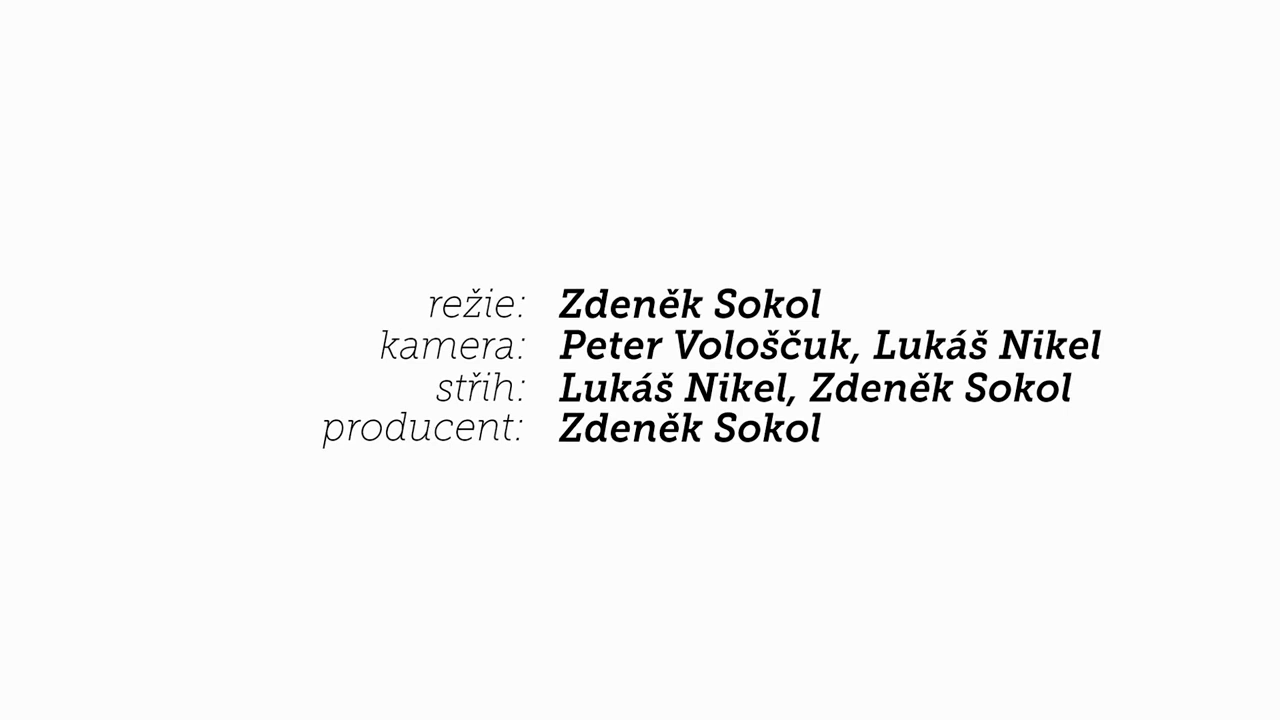 režie: Zdeněk Sokol
kamera: Peter Vološčuk, Lukáš Nikel
střih: Lukáš Nikel, Zdeněk Sokol
producent: Zdeněk Sokol